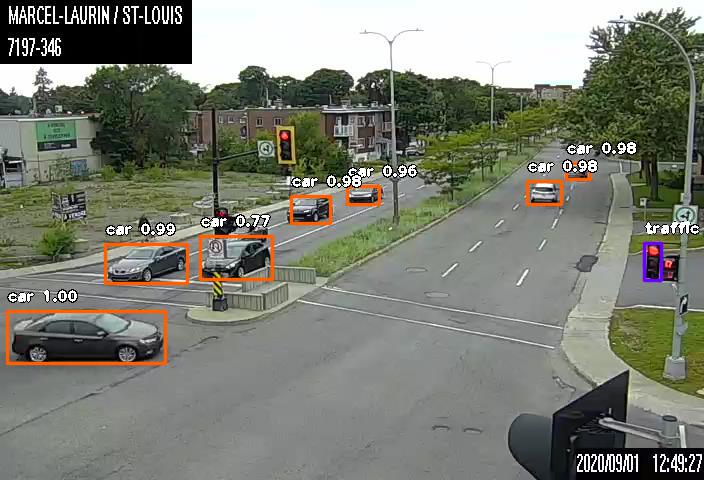 MARCEL-LAURIN / ST-LOUIS
7197-346
car 0.98
car 0.98
car 0.96
car 0.98
car 0.77
car 0.99
traffic
car 1.00
2020/09/01 12:49:27